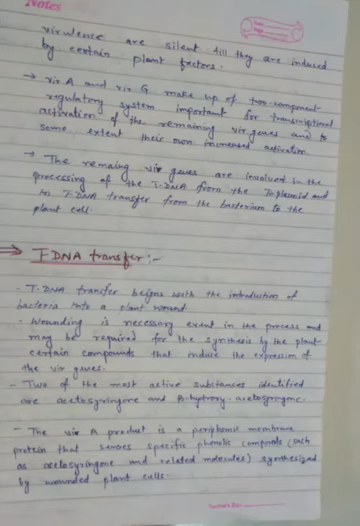 Notes
virulence are silent till they are induced
by certain plant factors.
→ vir A and vir G make up of two-component
regulatory system important for transcriptional
activation of the remaining vir genes and to
some extent their own increased activation.
→ The remaing vir genes are involved in the
processing of the T-DNA from the Ti plasmid and
in T-DNA transfer from the bacterium to the
plant cell.
⇒ T-DNA transfer:-
- T-DNA transfer begins with the introduction of
bacteria into a plant wound
- Wounding is necessary event in the process and
may be required for the synthesis by the plant
certain compounds that induce the expression of
the vir genes.
- Two of the most active substances identified
are acetosyringone and
- The vir A product is a membrane
protein that senses specific phenolic compounds (such
as acetosyringone and related molecules) synthesized
by wounded plant cells.